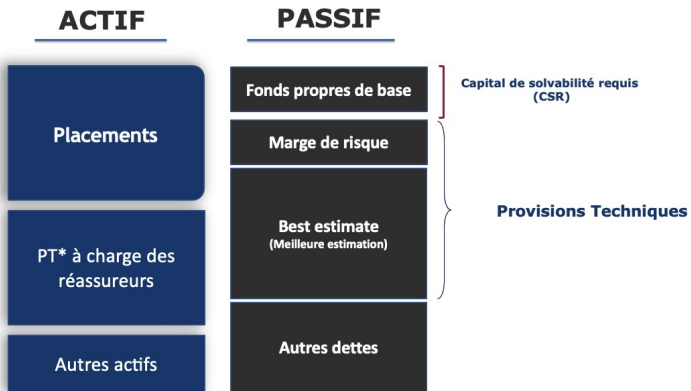 ACTIF
PASSIF
Placements
PT* à charge des
réassureurs
Autres actifs
Fonds propres de base
Marge de risque
Best estimate
(Meilleure estimation)
Autres dettes
Capital de solvabilité requis
(CSR)
Provisions Techniques